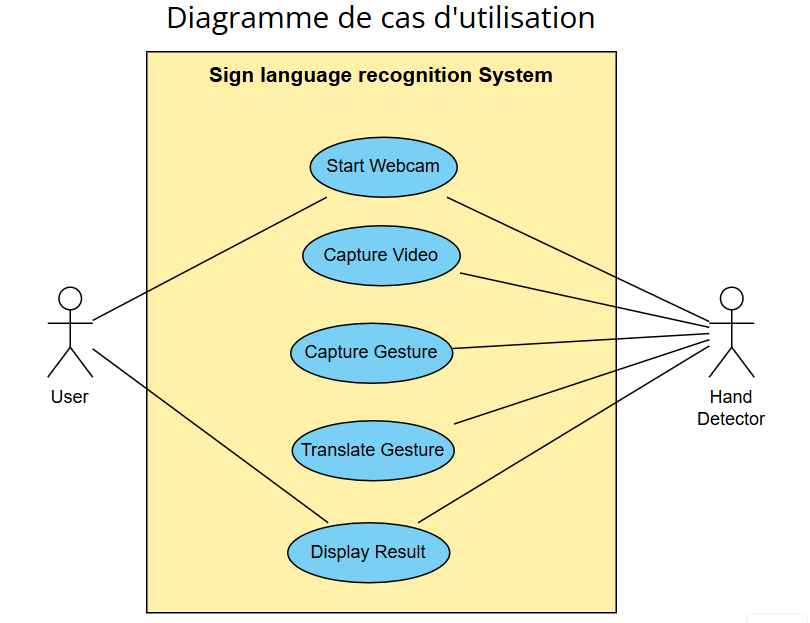 Diagramme de cas d'utilisation
Sign language recognition System
Start Webcam
Capture Video
Capture Gesture
Translate Gesture
Display Result
User
Hand
Detector